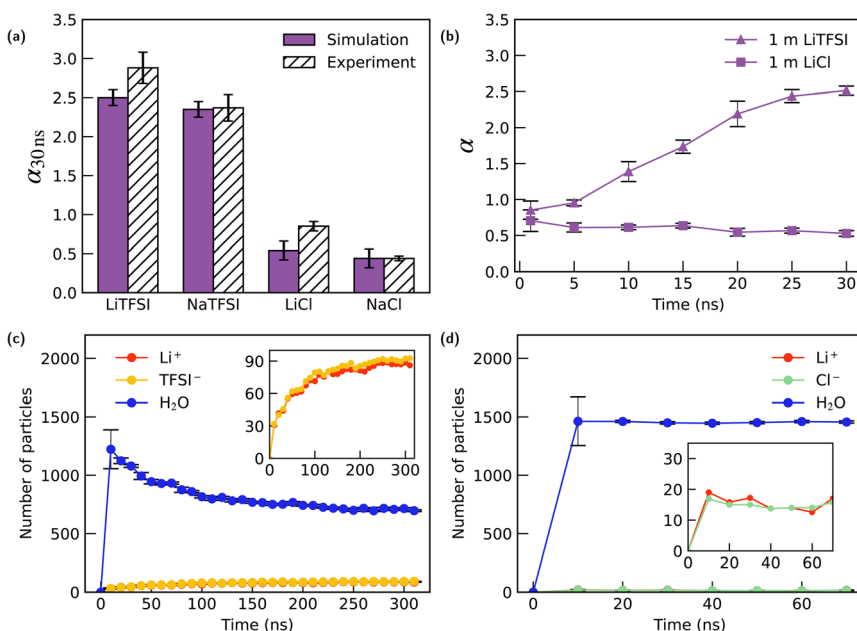 (a)
3.5
3.0
2.5
2.0
1.5
1.0
0.5
0.0
α30 ns
Simulation
Experiment
LiTFSI NaTFSI LiCl NaCl
(b)
3.5
3.0
2.5
2.0
1.5
1.0
0.5
0.0
α
1 m LiTFSI
1 m LiCl
0 5 10 15 20 25 30
Time (ns)
(c)
2000
1500
1000
500
0
Number of particles
Li⁺
TFSI⁻
H₂O
90
60
30
0
0 100 200 300
0 50 100 150 200 250 300
Time (ns)
(d)
2000
1500
1000
500
0
Number of particles
Li⁺
Cl⁻
H₂O
30
20
10
0
0 20 40 60
0 20 40 60
Time (ns)